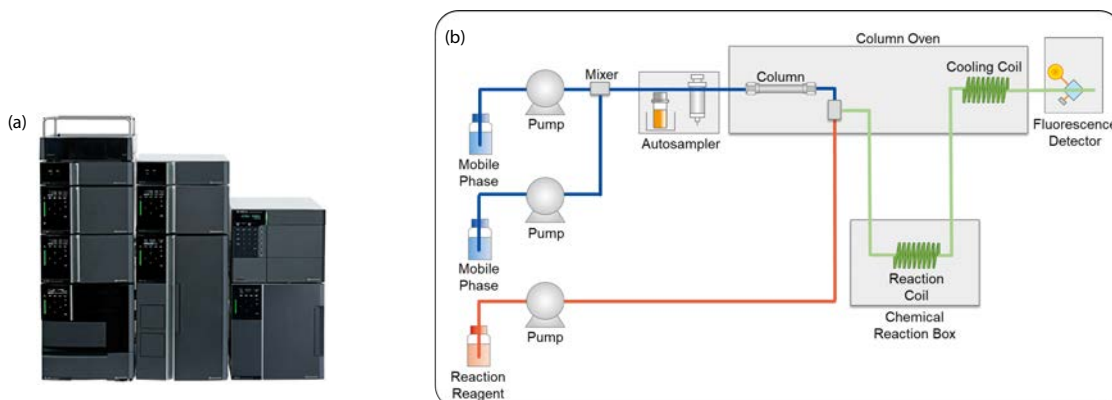 (a)
(b)
Column Oven
Mixer
Column
Cooling Coil
Pump
Autosampler
Fluorescence
Detector
Mobile
Phase
Pump
Mobile
Phase
Reaction
Coil
Chemical
Reaction Box
Pump
Reaction
Reagent